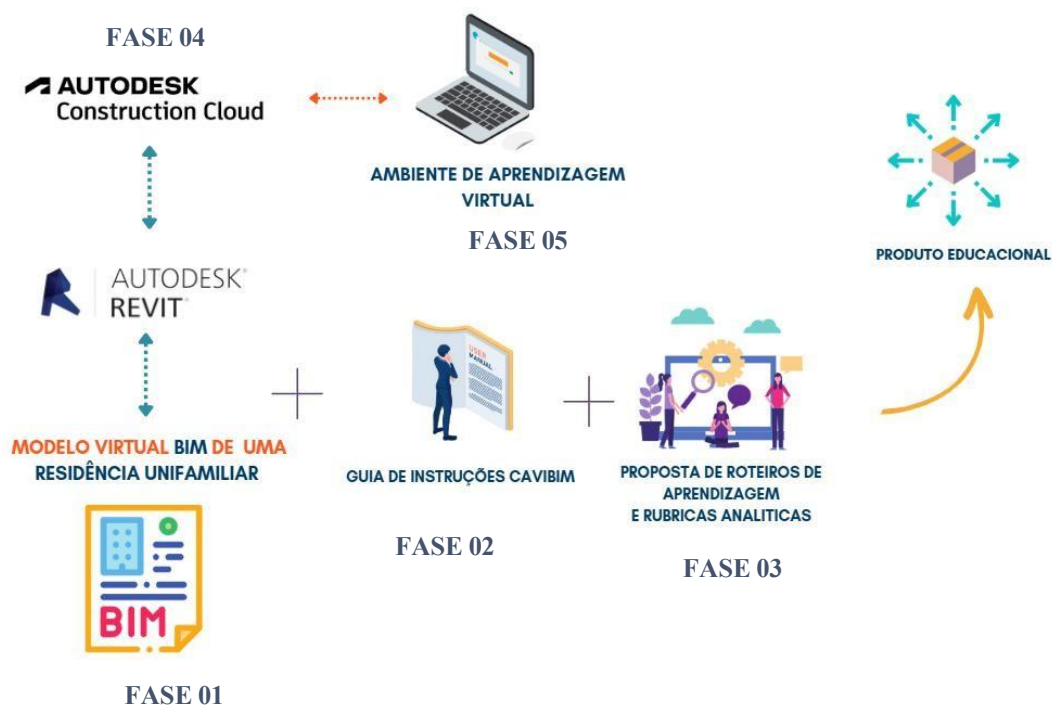 FASE 04
AUTODESK
Construction Cloud
AMBIENTE DE APRENDIZAGEM
VIRTUAL
FASE 05
PRODUTO EDUCACIONAL
AUTODESK®
REVIT®
MODELO VIRTUAL BIM DE UMA
RESIDÊNCIA UNIFAMILIAR
BIM
FASE 01
USER
MANUAL
GUIA DE INSTRUÇÕES CAVIBIM
FASE 02
PROPOSTA DE ROTEIROS DE
APRENDIZAGEM
E RUBRICAS ANALITICAS
FASE 03